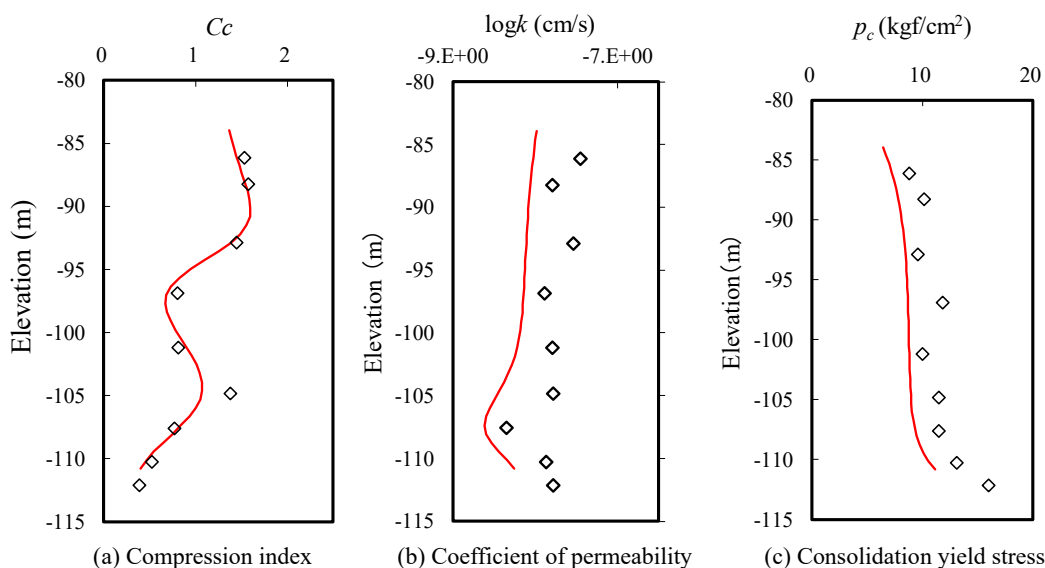 Cc
0 1 2
-80
-85
-90
-95
-100
-105
-110
-115
Elevation (m)
(a) Compression index
logk (cm/s)
-9.E+00 -7.E+00
-80
-85
-90
-95
-100
-105
-110
-115
Elevation (m)
(b) Coefficient of permeability
pc (kgf/cm2)
0 10 20
-80
-85
-90
-95
-100
-105
-110
-115
Elevation(m)
(c) Consolidation yield stress